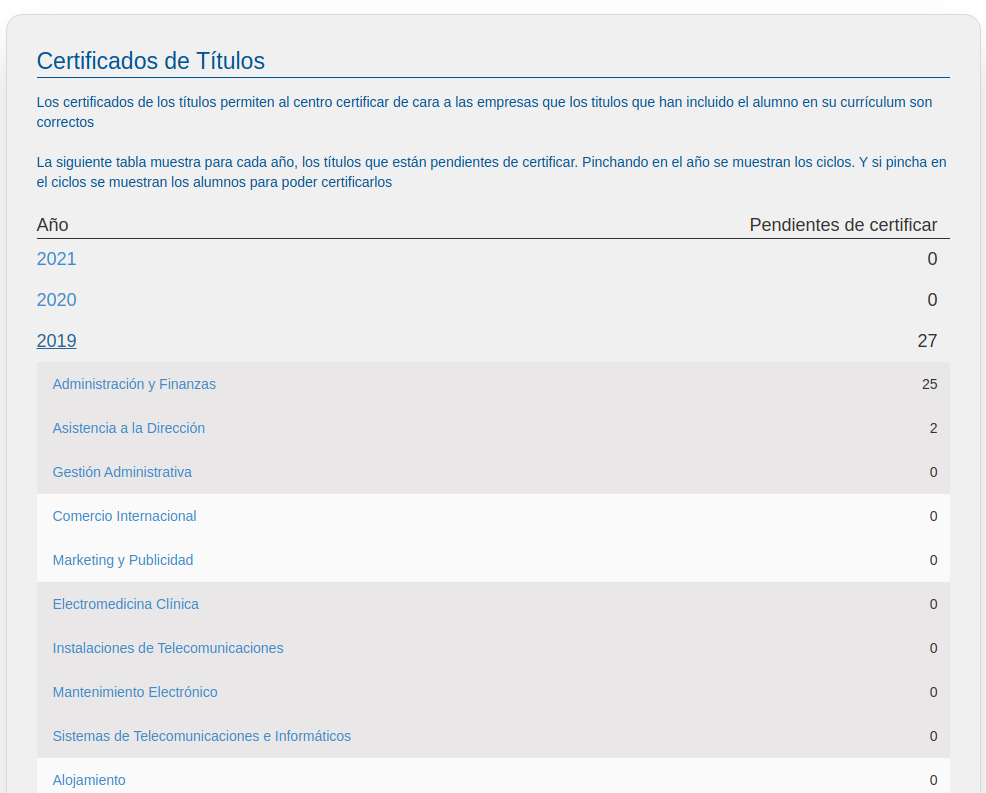 Certificados de Títulos
Los certificados de los títulos permiten al centro certificar de cara a las empresas que los titulos que han incluido el alumno en su currículum son
correctos
La siguiente tabla muestra para cada año, los títulos que están pendientes de certificar. Pinchando en el año se muestran los ciclos. Y si pincha en
el ciclos se muestran los alumnos para poder certificarlos
Año Pendientes de certificar
2021 0
2020 0
2019 27
Administración y Finanzas 25
Asistencia a la Dirección 2
Gestión Administrativa 0
Comercio Internacional 0
Marketing y Publicidad 0
Electromedicina Clínica 0
Instalaciones de Telecomunicaciones 0
Mantenimiento Electrónico 0
Sistemas de Telecomunicaciones e Informáticos 0
Alojamiento 0